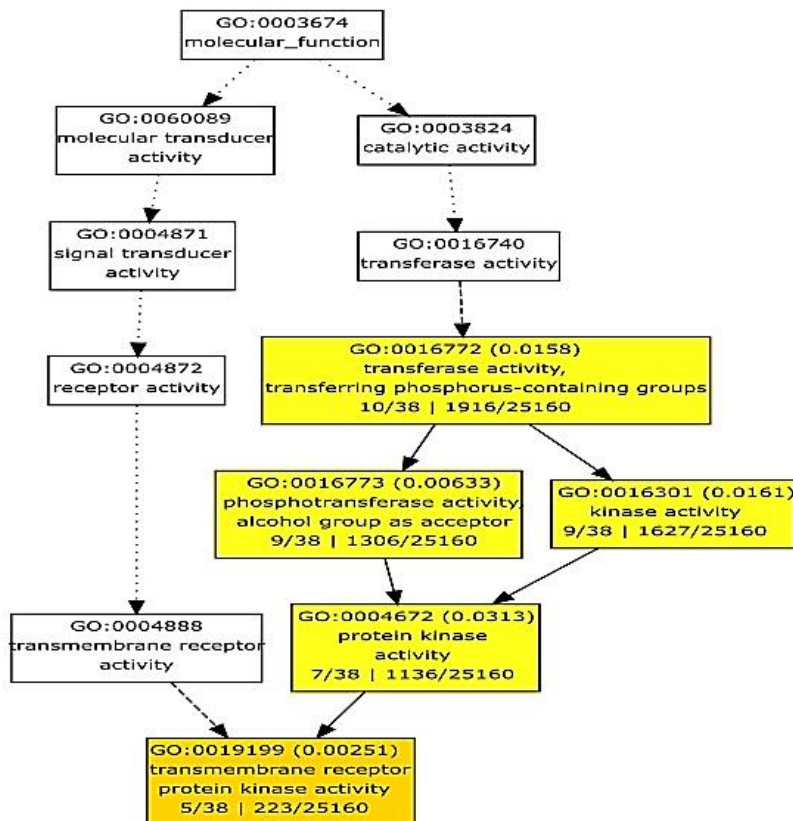 GO:0003674
molecular_function
GO:0060089
molecular transducer
activity
GO:0003824
catalytic activity
GO:0004871
signal transducer
activity
GO:0016740
transferase activity
GO:0004872
receptor activity
GO:0016772 (0.0158)
transferase activity,
transferring phosphorus-containing groups
10/38 | 1916/25160
GO:0016773 (0.00633)
phosphotransferase activity,
alcohol group as acceptor
9/38 | 1306/25160
GO:0016301 (0.0161)
kinase activity
9/38 | 1627/25160
GO:0004888
transmembrane receptor
activity
GO:0004672 (0.0313)
protein kinase
activity
7/38 | 1136/25160
GO:0019199 (0.00251)
transmembrane receptor
protein kinase activity
5/38 | 223/25160